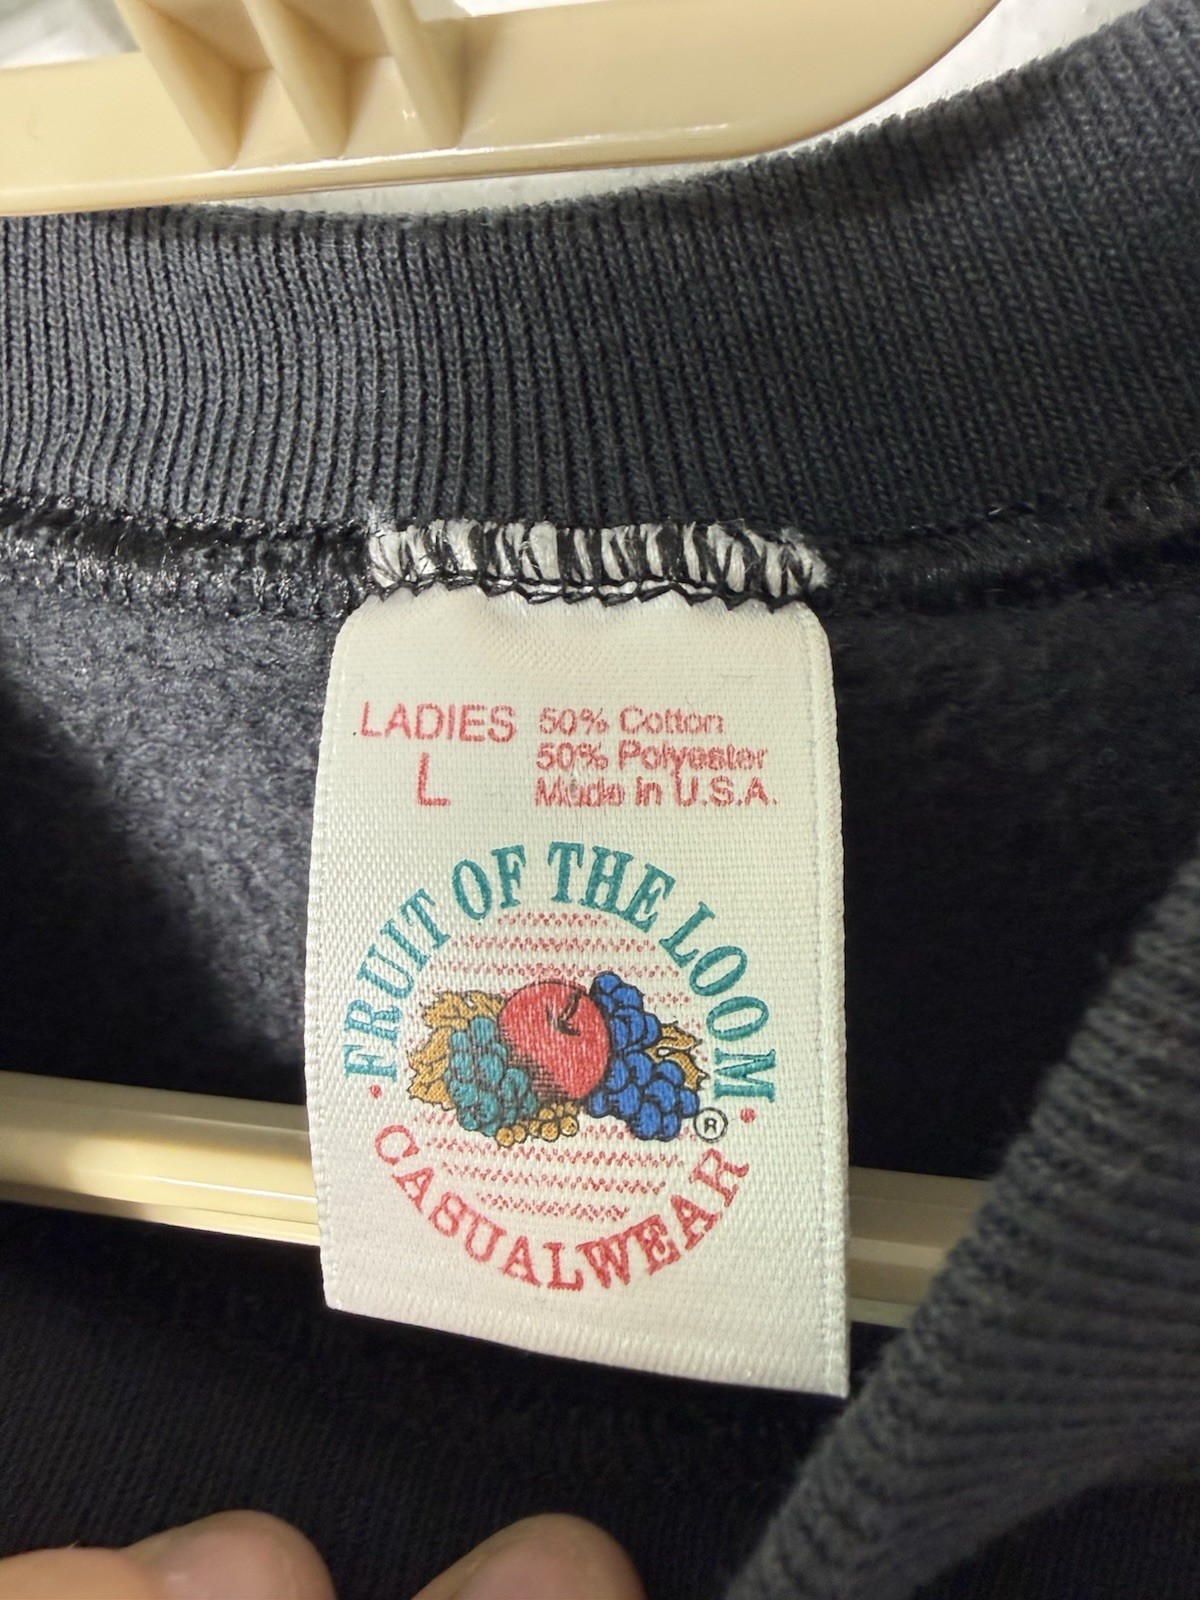 LADIES 50% Cotton
L 50% Polyester
Made in U.S.A.
FRUIT OF THE LOOM
®
CASUALWEAR